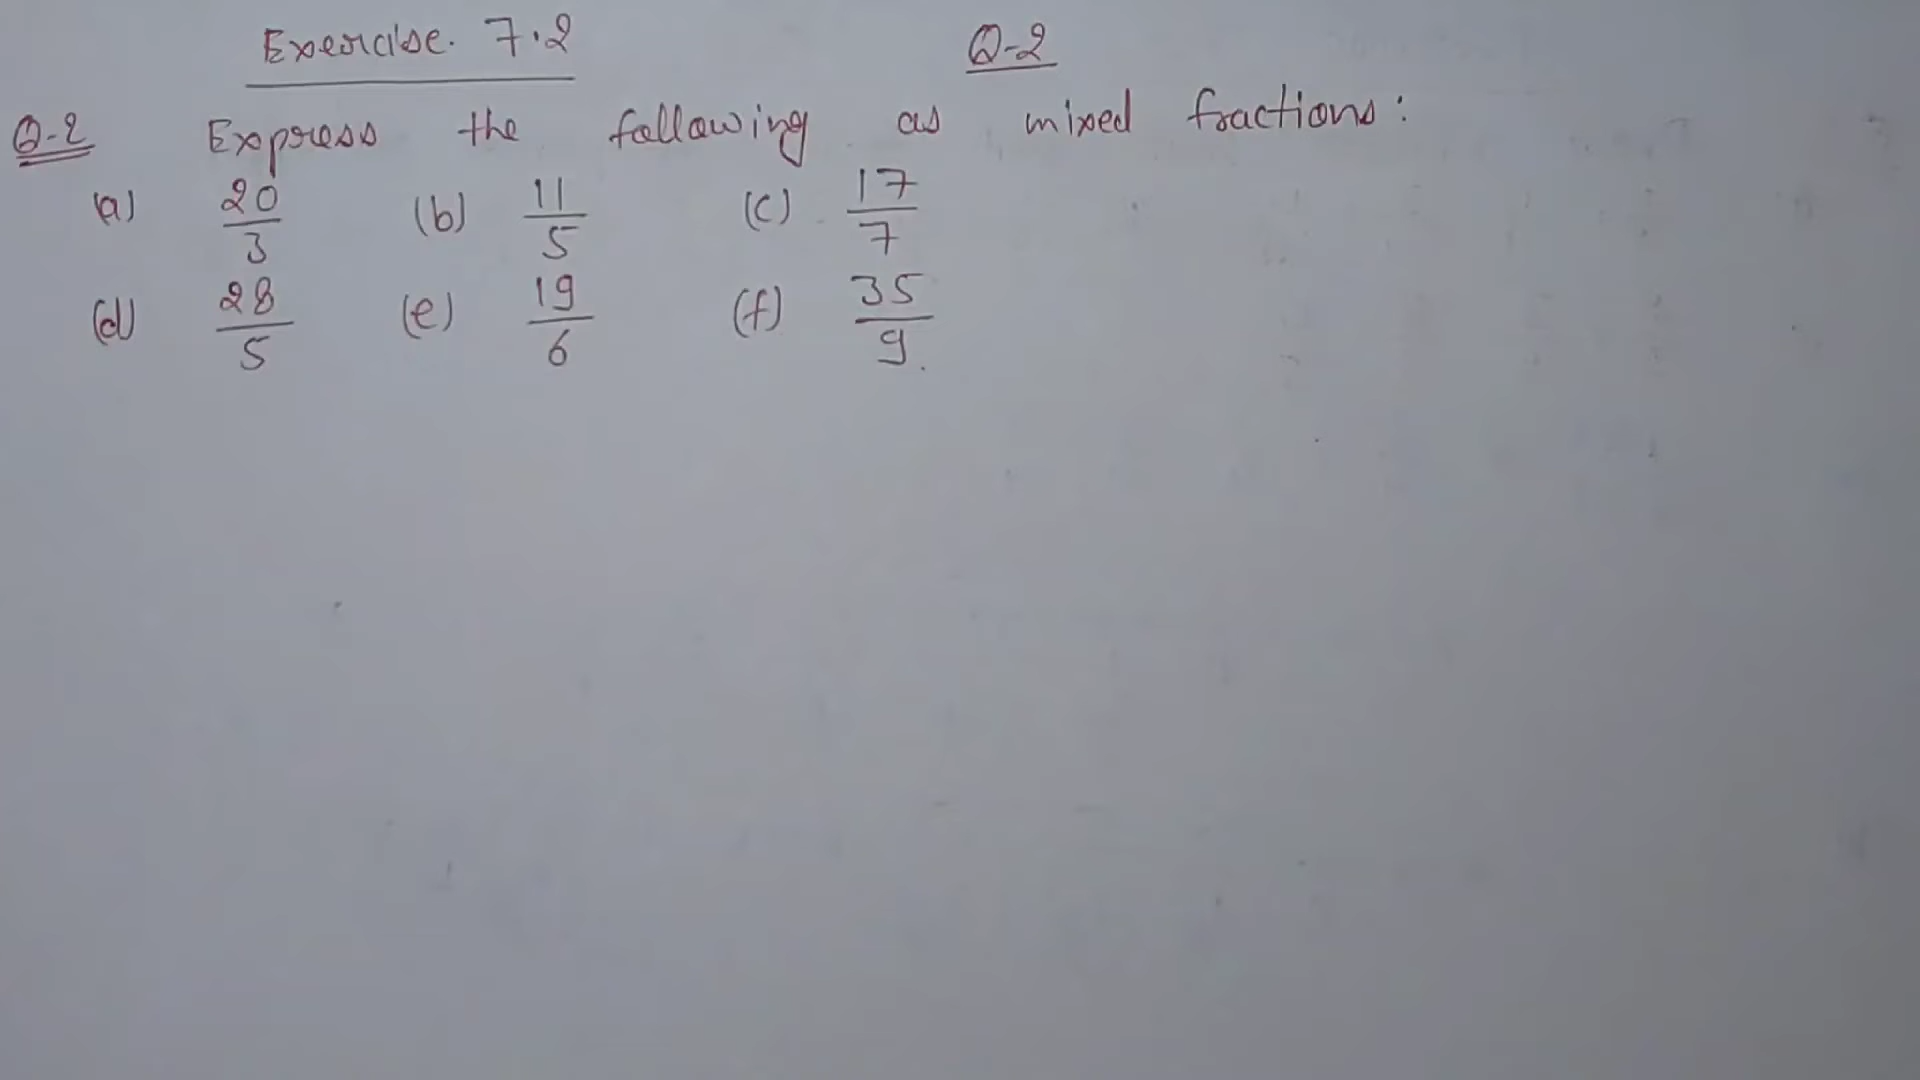 Exercise. 7.2 Q-2
Q-2 Express the following as mixed fractions:
(a) 20/3 (b) 11/5 (c) 17/7
(d) 28/5 (e) 19/6 (f) 35/9.